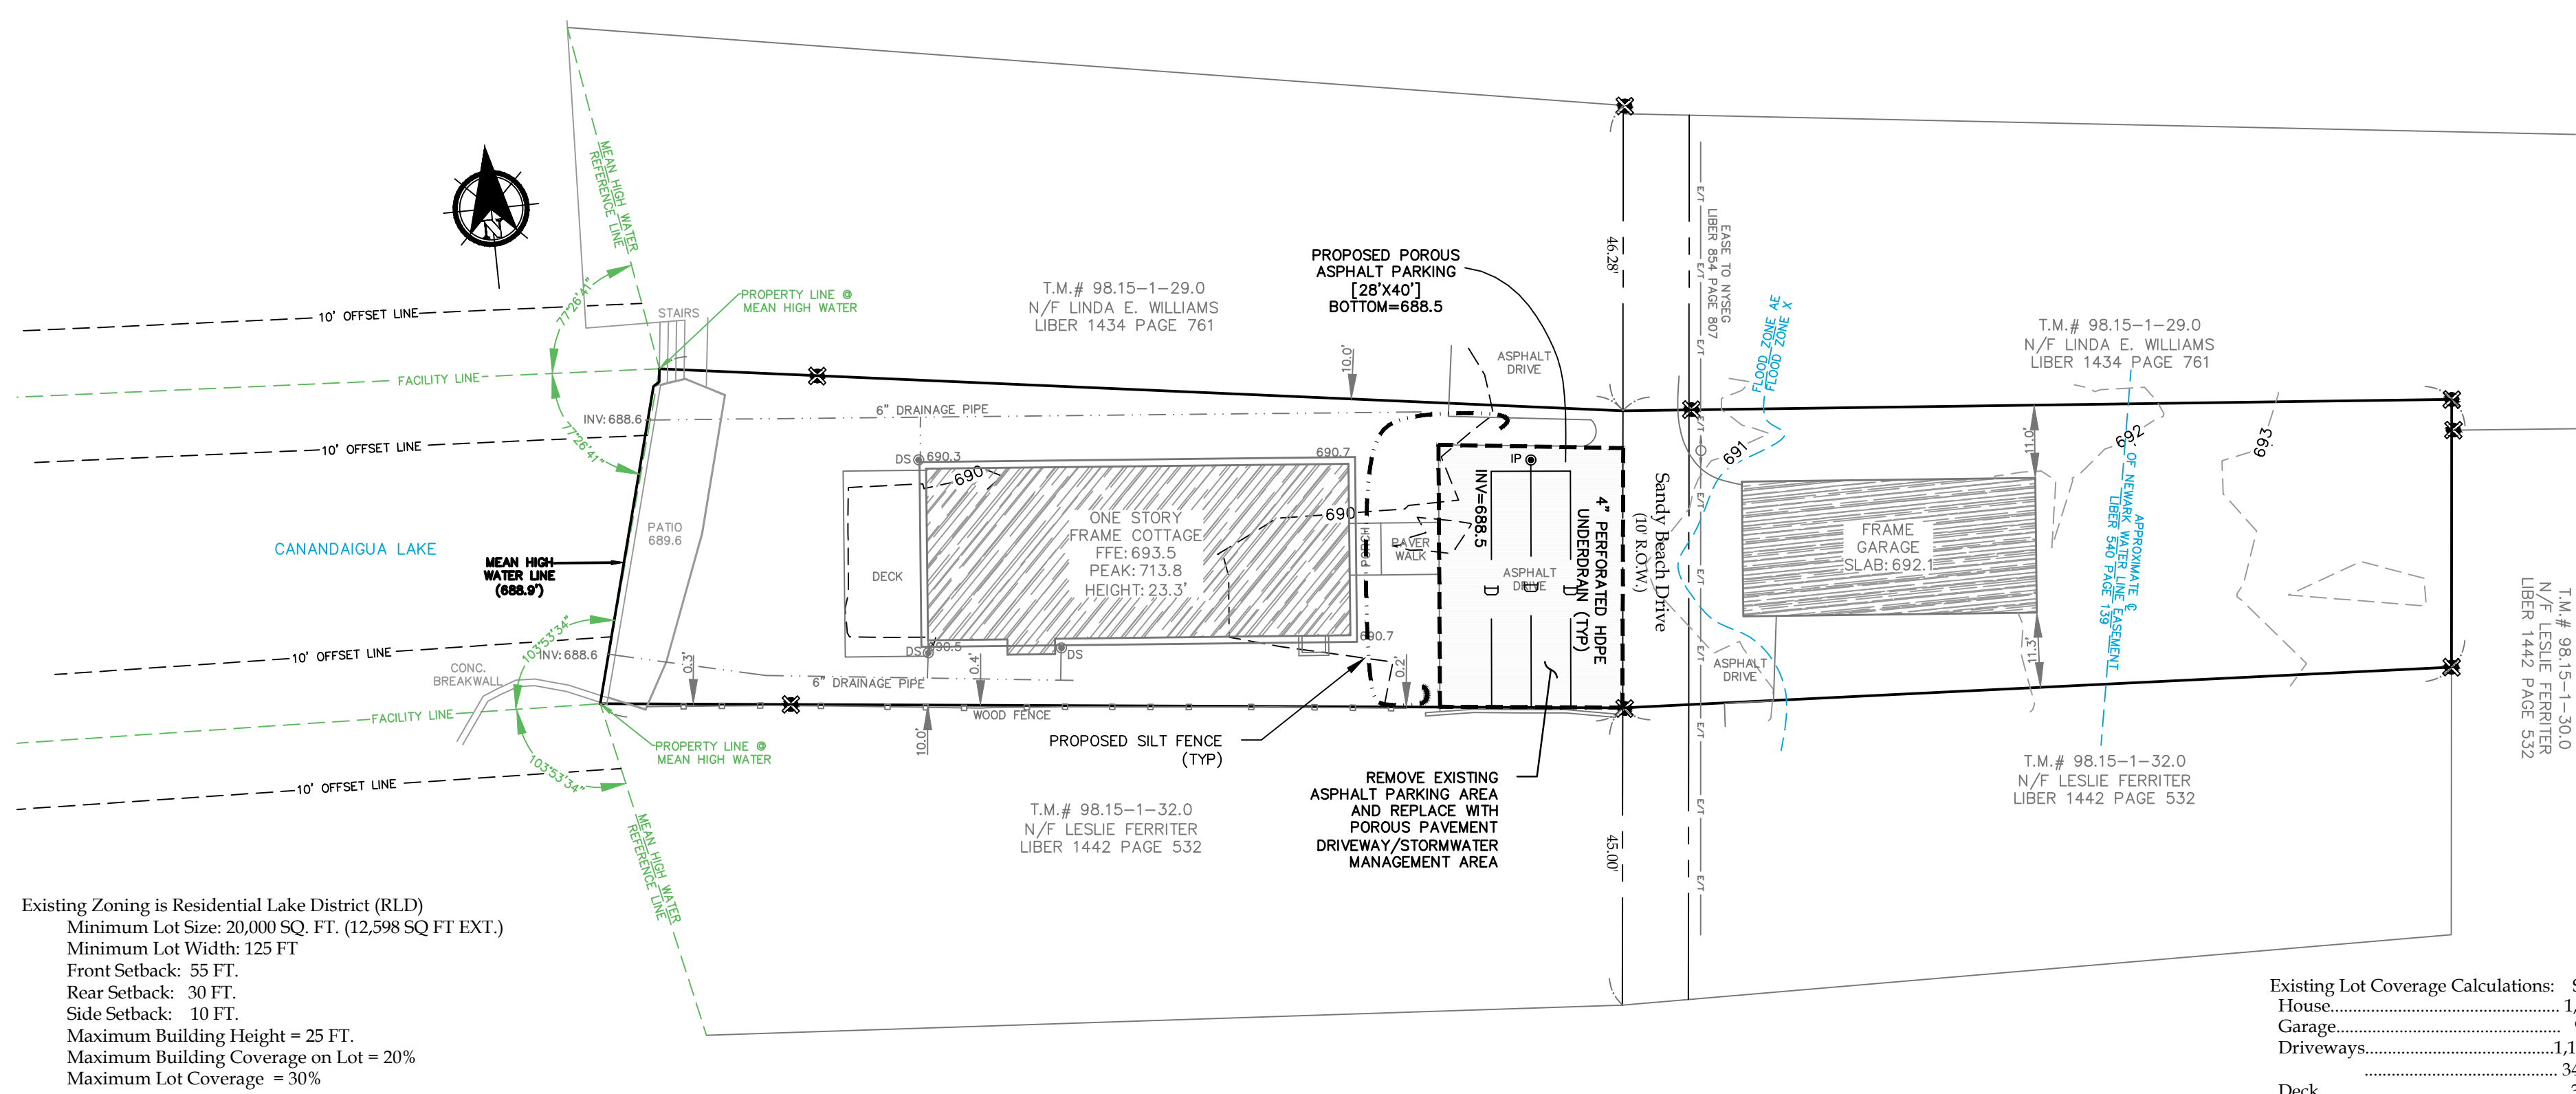 MEAN HIGH WATER
REFERENCE LINE
N
10' OFFSET LINE
77°26'41"
PROPERTY LINE @
MEAN HIGH WATER
STAIRS
FACILITY LINE
T.M.# 98.15-1-29.0
N/F LINDA E. WILLIAMS
LIBER 1434 PAGE 761
PROPOSED POROUS
ASPHALT PARKING
[28'X40']
BOTTOM=688.5
46.28'
EASE TO NYSEG
LIBER 854 PAGE 807
E/T
E/T
E/T
E/T
E/T
E/T
E/T
E/T
E/T
FLOOD ZONE AE
FLOOD ZONE X
T.M.# 98.15-1-29.0
N/F LINDA E. WILLIAMS
LIBER 1434 PAGE 761
10.0'
ASPHALT
DRIVE
INV: 688.6
6" DRAINAGE PIPE
77°26'41"
10' OFFSET LINE
DS
690.3
690
690.7
IP
INV=688.5
4" PERFORATED HDPE
UNDERDRAIN (TYP)
Sandy Beach Drive
(10' R.O.W.)
691
11.0'
692
693
APPROXIMATE ℄
OF NEWARK WATER LINE EASEMENT
LIBER 540 PAGE 139
CANANDAIGUA LAKE
MEAN HIGH
WATER LINE
(688.9')
PATIO
689.6
DECK
ONE STORY
FRAME COTTAGE
FFE: 693.5
PEAK: 713.8
HEIGHT: 23.3'
690
PORCH
PAVER
WALK
ASPHALT
DRIVE
FRAME
GARAGE
SLAB: 692.1
103°53'34"
INV: 688.6
10' OFFSET LINE
CONC.
BREAKWALL
0.3'
DS
690.5
0.4'
DS
690.7
0.2'
6" DRAINAGE PIPE
ASPHALT
DRIVE
11.3'
FACILITY LINE
WOOD FENCE
10.0'
PROPERTY LINE @
MEAN HIGH WATER
103°53'34"
10' OFFSET LINE
PROPOSED SILT FENCE
(TYP)
REMOVE EXISTING
ASPHALT PARKING AREA
AND REPLACE WITH
POROUS PAVEMENT
DRIVEWAY/STORMWATER
MANAGEMENT AREA
MEAN HIGH WATER
REFERENCE LINE
T.M.# 98.15-1-32.0
N/F LESLIE FERRITER
LIBER 1442 PAGE 532
45.00'
T.M.# 98.15-1-32.0
N/F LESLIE FERRITER
LIBER 1442 PAGE 532
T.M.# 98.15-1-30.0
N/F LESLIE FERRITER
LIBER 1442 PAGE 532
Existing Zoning is Residential Lake District (RLD)
Minimum Lot Size: 20,000 SQ. FT. (12,598 SQ FT EXT.)
Minimum Lot Width: 125 FT
Front Setback: 55 FT.
Rear Setback: 30 FT.
Side Setback: 10 FT.
Maximum Building Height = 25 FT.
Maximum Building Coverage on Lot = 20%
Maximum Lot Coverage = 30%
Existing Lot Coverage Calculations:
House
Garage
Driveways
Deck